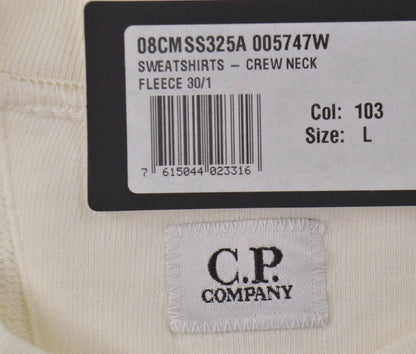 08CMSS325A 005747W
SWEATSHIRTS – CREW NECK
FLEECE 30/1
Col: 103
Size: L
7 615044 023316
C.P.
COMPANY